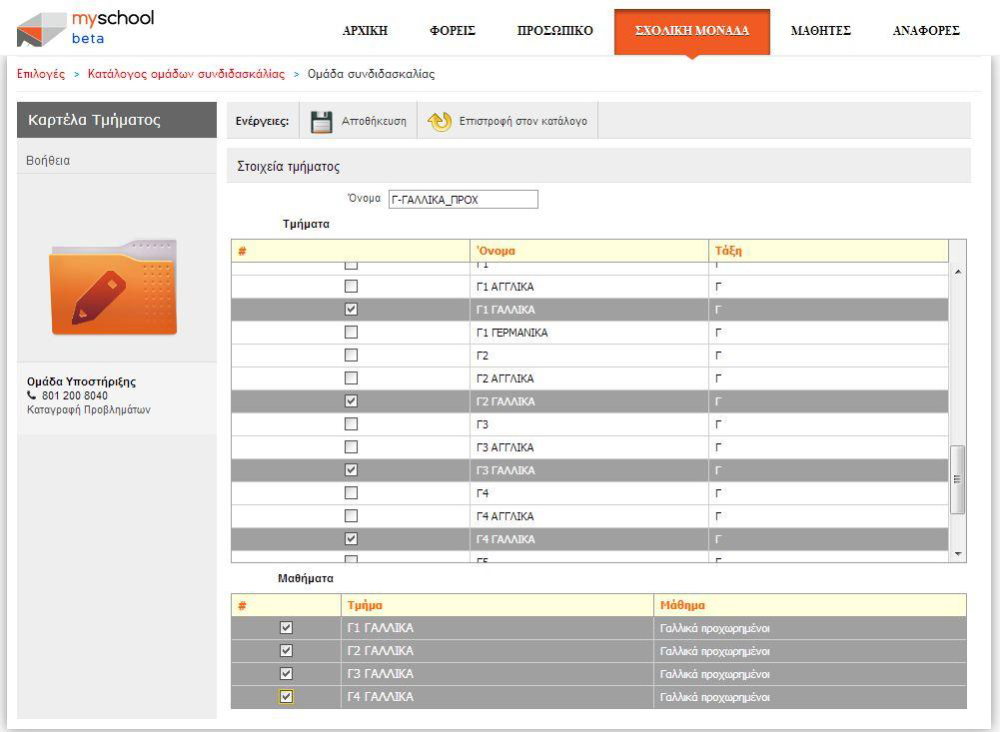 myschool
beta
ΑΡΧΙΚΗ ΦΟΡΕΙΣ ΠΡΟΣΩΠΙΚΟ ΣΧΟΛΙΚΗ ΜΟΝΑΔΑ ΜΑΘΗΤΕΣ ΑΝΑΦΟΡΕΣ
Επιλογές > Κατάλογος ομάδων συνδιδασκάλίας > Ομάδα συνδιδασκαλίας
Καρτέλα Τμήματος
Βοήθεια
Ομάδα Υποστήριξης
801 200 8040
Καταγραφή Προβλημάτων
Ενέργειες: Αποθήκευση Επιστροφή στον κατάλογο
Στοιχεία τμήματος
Όνομα Γ-ΓΑΛΛΙΚΑ_ΠΡΟΧ
Τμήματα
# Όνομα Τάξη
Γ1 Γ
Γ1 ΑΓΓΛΙΚΑ Γ
Γ1 ΓΑΛΛΙΚΑ Γ
Γ1 ΓΕΡΜΑΝΙΚΑ Γ
Γ2 Γ
Γ2 ΑΓΓΛΙΚΑ Γ
Γ2 ΓΑΛΛΙΚΑ Γ
Γ3 Γ
Γ3 ΑΓΓΛΙΚΑ Γ
Γ3 ΓΑΛΛΙΚΑ Γ
Γ4 Γ
Γ4 ΑΓΓΛΙΚΑ Γ
Γ4 ΓΑΛΛΙΚΑ Γ
Γ5 Γ
Μαθήματα
# Τμήμα Μάθημα
Γ1 ΓΑΛΛΙΚΑ Γαλλικά προχωρημένοι
Γ2 ΓΑΛΛΙΚΑ Γαλλικά προχωρημένοι
Γ3 ΓΑΛΛΙΚΑ Γαλλικά προχωρημένοι
Γ4 ΓΑΛΛΙΚΑ Γαλλικά προχωρημένοι